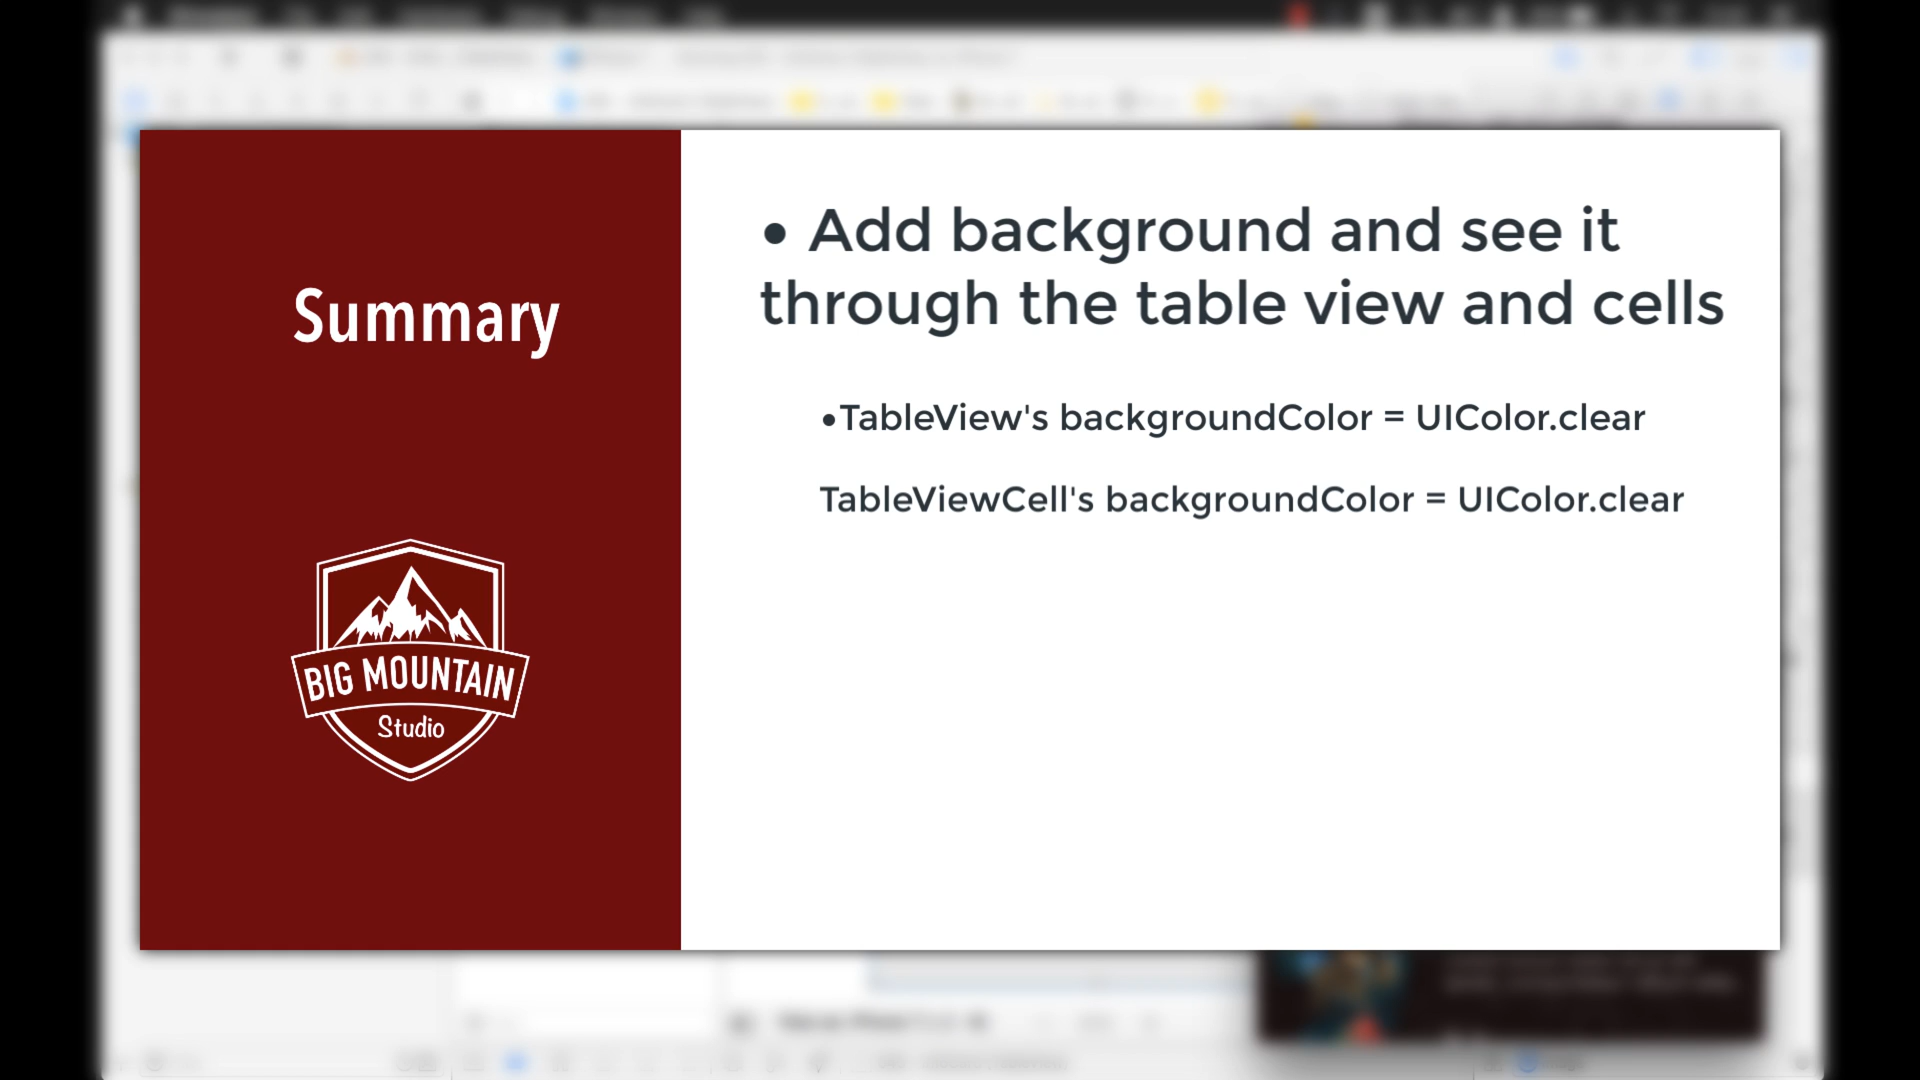 Summary
BIG MOUNTAIN
Studio
• Add background and see it
through the table view and cells
•TableView's backgroundColor = UIColor.clear
TableViewCell's backgroundColor = UIColor.clear